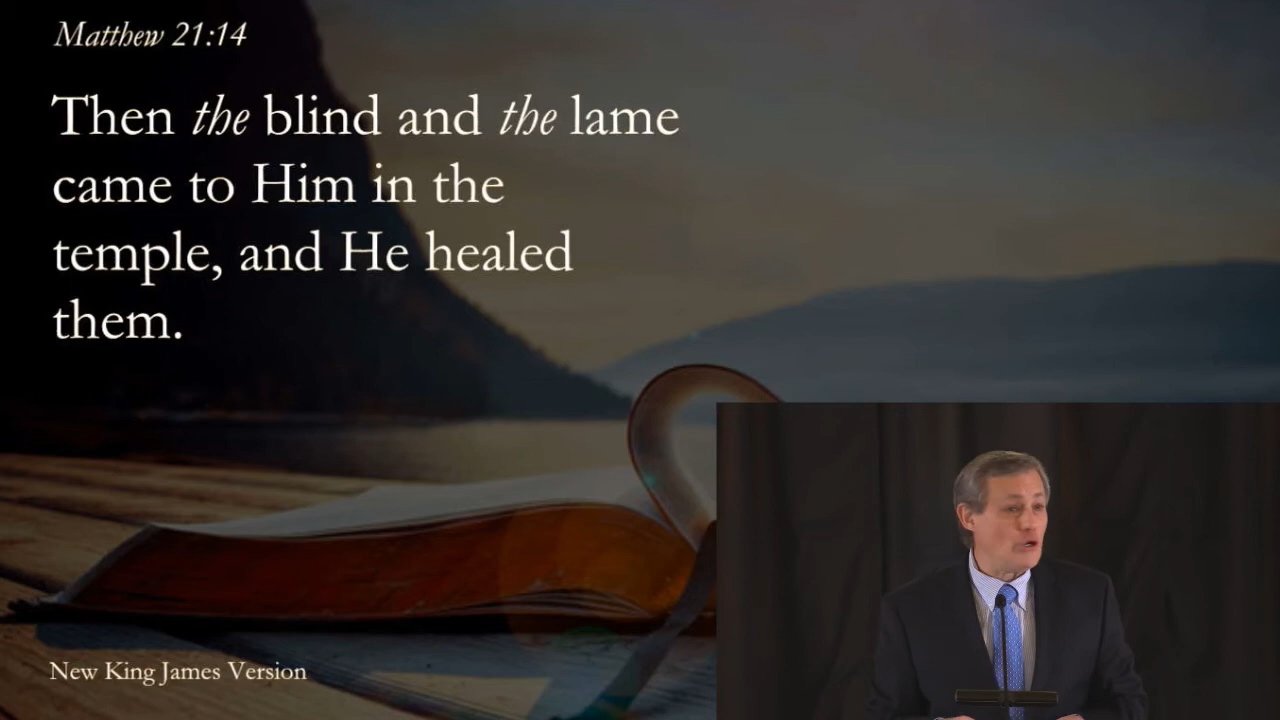 Matthew 21:14
Then the blind and the lame
came to Him in the
temple, and He healed
them.
New King James Version